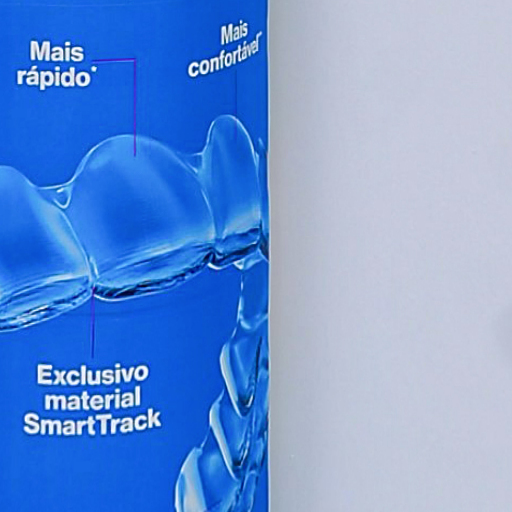 Mais
rápido*
Mais
confortável**
Exclusivo
material
SmartTrack